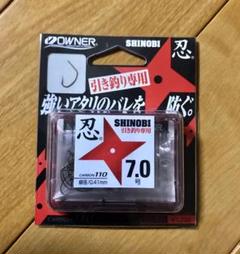 OWNER
SHINOBI
忍
引き釣り専用
強いアタリのバレを
防ぐ。
忍
SHINOBI
引き釣り専用
CARBON 110
線径/0.41mm
7.0
号